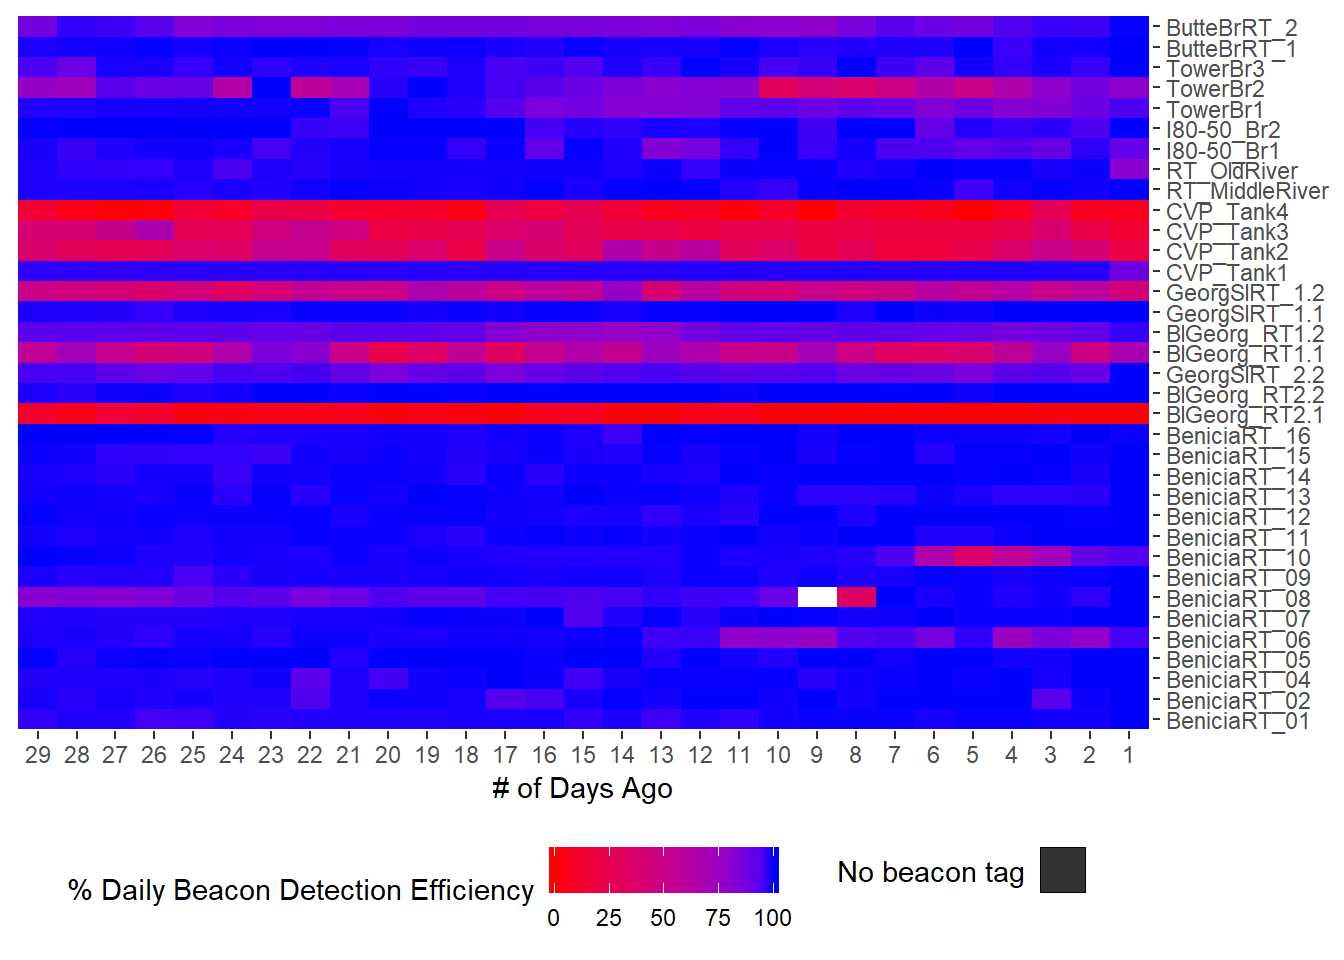 ButteBrRT_2
ButteBrRT_1
TowerBr3
TowerBr2
TowerBr1
I80-50_Br2
I80-50_Br1
RT_OldRiver
RT_MiddleRiver
CVP_Tank4
CVP_Tank3
CVP_Tank2
CVP_Tank1
GeorgSlRT_1.2
GeorgSlRT_1.1
BlGeorg_RT1.2
BlGeorg_RT1.1
GeorgSlRT_2.2
BlGeorg_RT2.2
BlGeorg_RT2.1
BeniciaRT_16
BeniciaRT_15
BeniciaRT_14
BeniciaRT_13
BeniciaRT_12
BeniciaRT_11
BeniciaRT_10
BeniciaRT_09
BeniciaRT_08
BeniciaRT_07
BeniciaRT_06
BeniciaRT_05
BeniciaRT_04
BeniciaRT_02
BeniciaRT_01
29 28 27 26 25 24 23 22 21 20 19 18 17 16 15 14 13 12 11 10 9 8 7 6 5 4 3 2 1
# of Days Ago
% Daily Beacon Detection Efficiency
0 25 50 75 100
No beacon tag